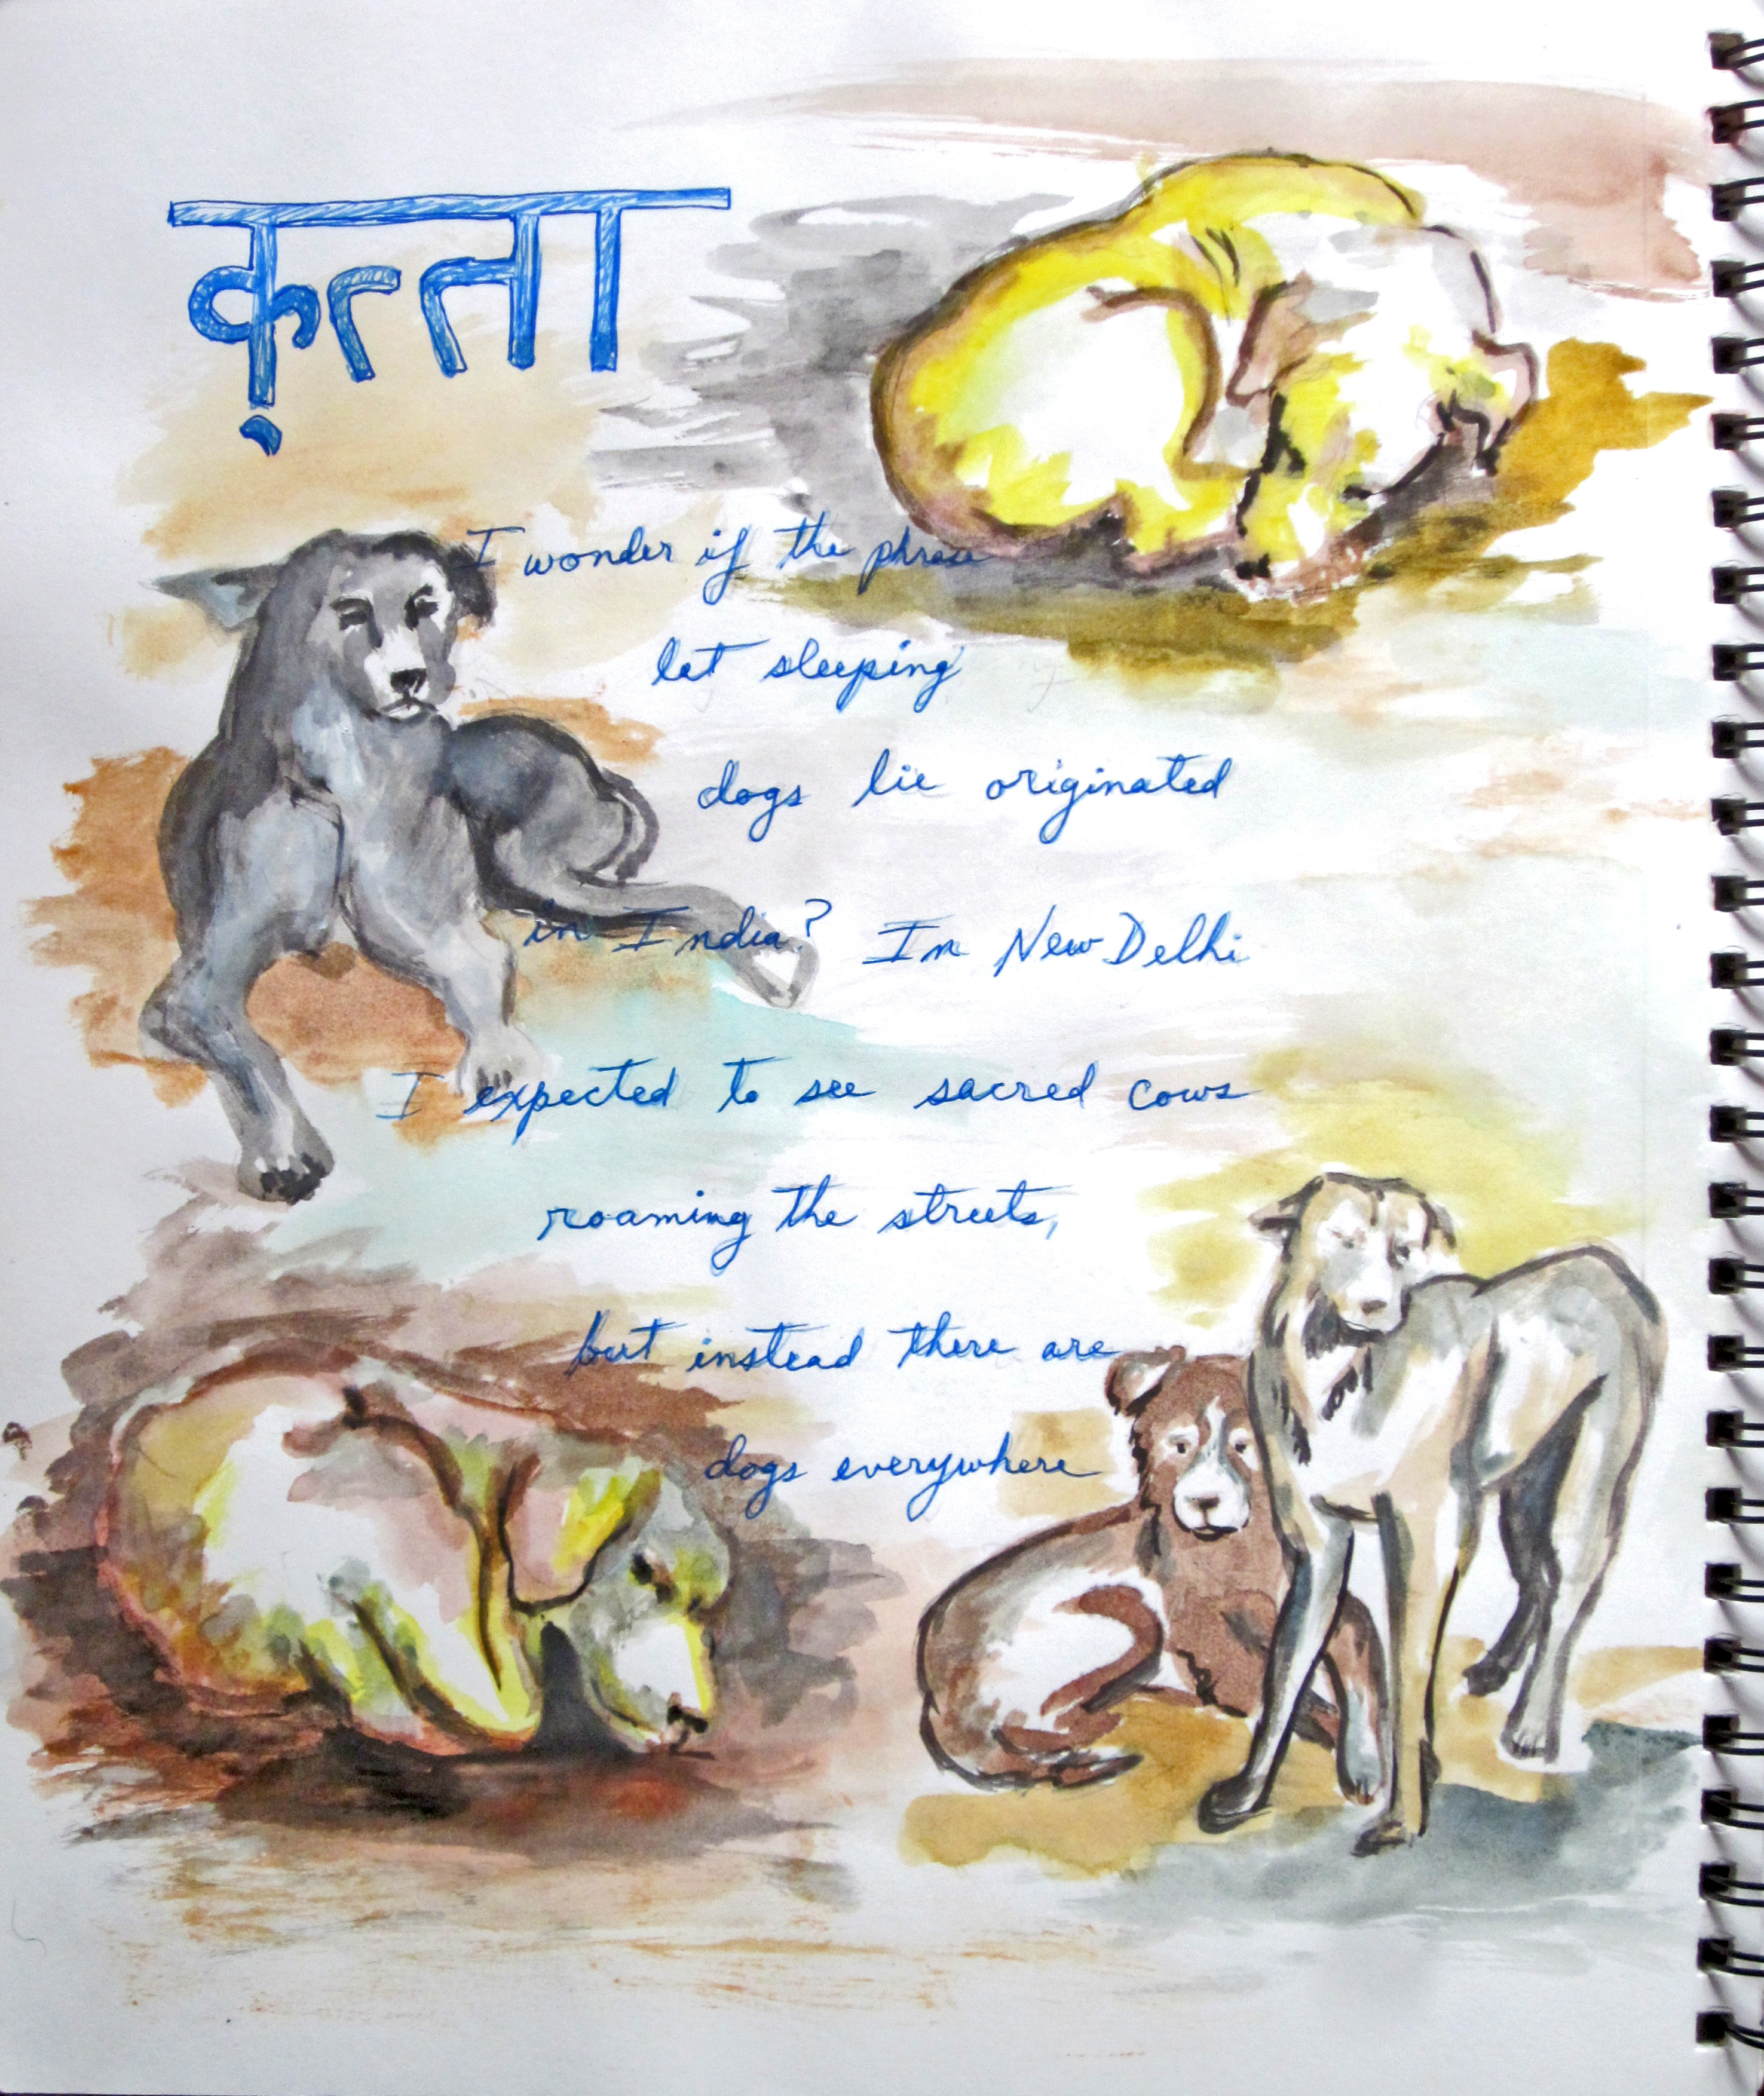 कुत्ता
I wonder if the phrase
let sleeping
dogs lie originated
in India? In New Delhi
I expected to see sacred cows
roaming the streets,
but instead there are
dogs everywhere